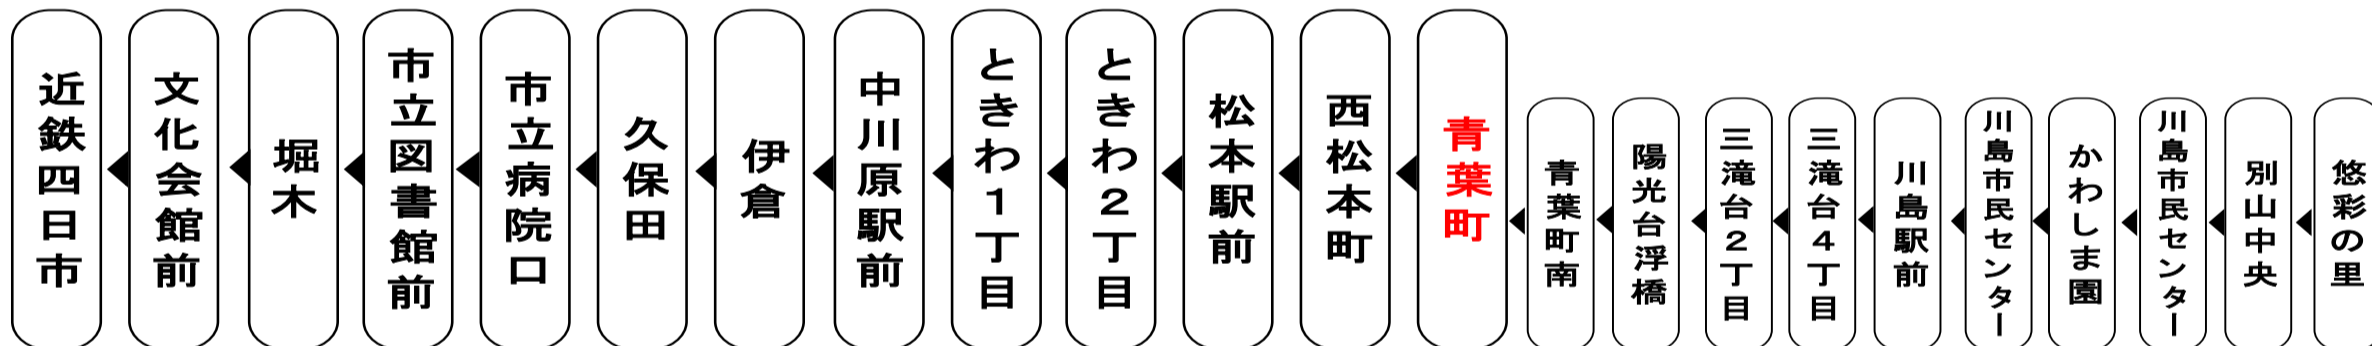 近鉄四日市
文化会館前
堀木
市立図書館前
市立病院口
久保田
伊倉
中川原駅前
ときわ1丁目
ときわ2丁目
松本駅前
西松本町
青葉町
青葉町南
陽光台浮橋
三滝台2丁目
三滝台4丁目
川島駅前
川島市民センター
かわしま園
川島市民センター
別山中央
悠彩の里